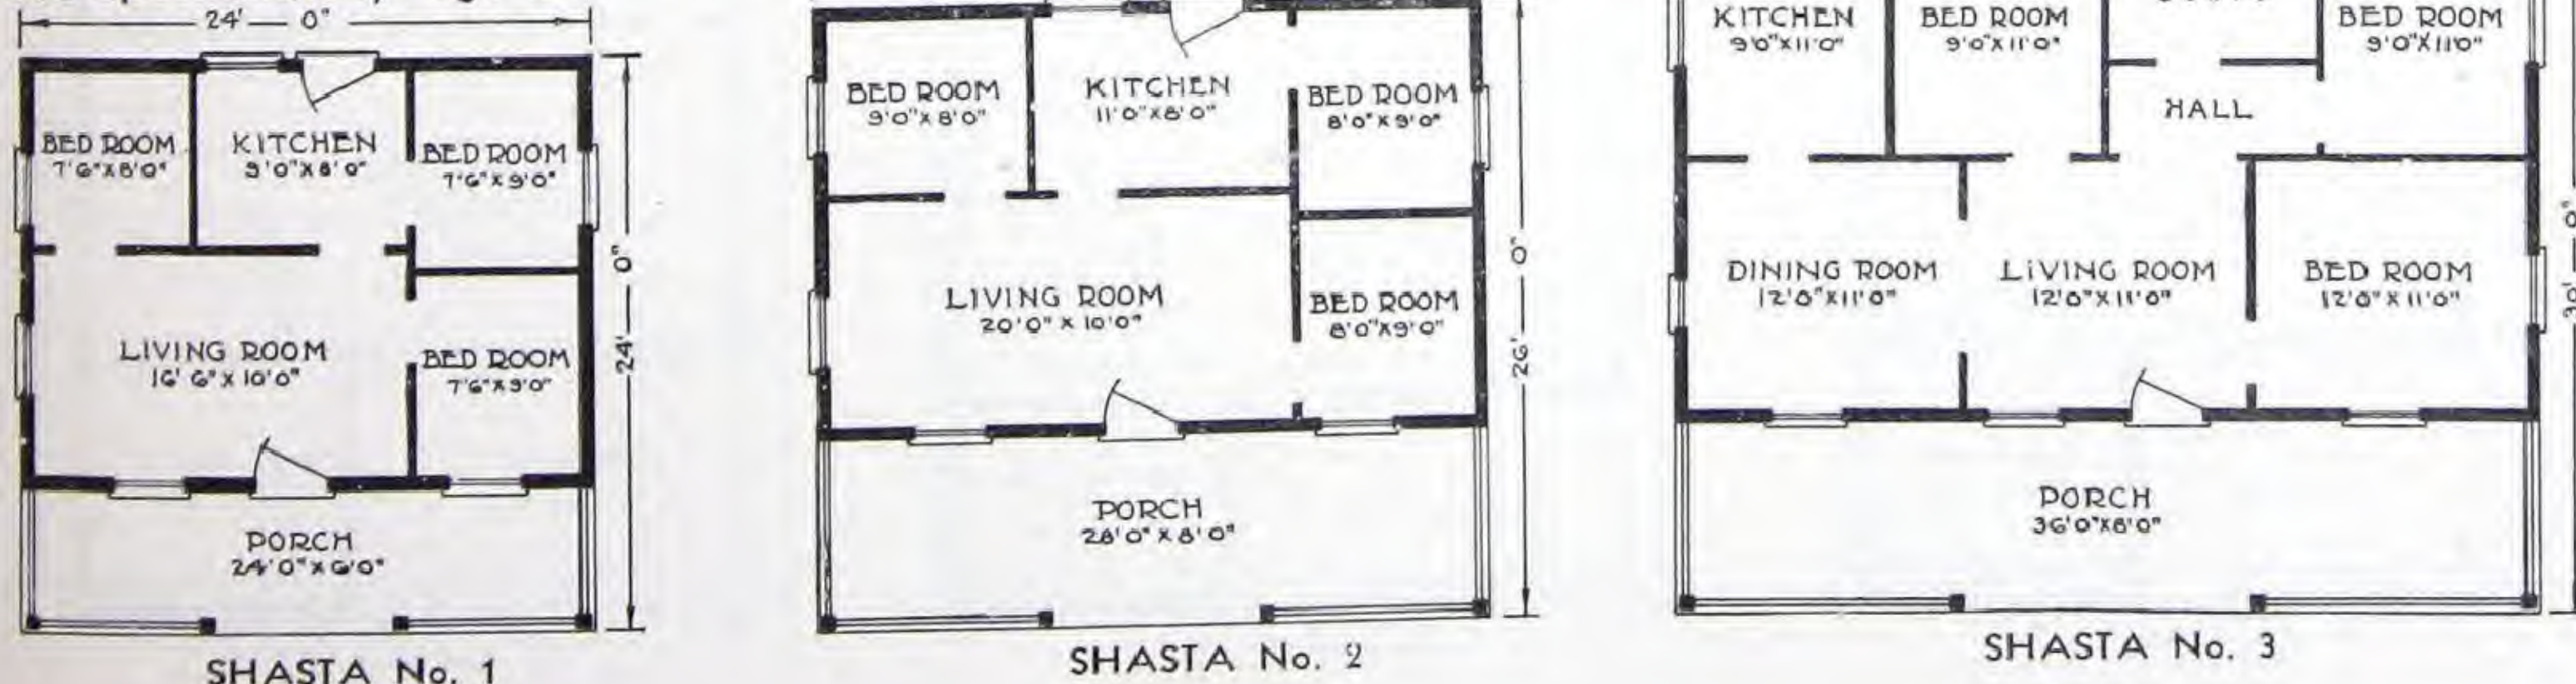 24' 0"
BED ROOM
7'6"X8'0"
KITCHEN
9'0"X8'0"
BED ROOM
7'6"X9'0"
LIVING ROOM
16'6"X10'0"
BED ROOM
7'6"X9'0"
24' 0"
PORCH
24'0"X6'0"
SHASTA No. 1
BED ROOM
9'0"X8'0"
KITCHEN
11'0"X8'0"
BED ROOM
8'0"X9'0"
LIVING ROOM
20'0" X 10'0"
BED ROOM
8'0"X9'0"
26' 0"
PORCH
28'0" X 8'0"
SHASTA No. 2
KITCHEN
9'0"X11'0"
BED ROOM
9'0"X11'0"
BED ROOM
9'0"X11'0"
HALL
DINING ROOM
12'0"X11'0"
LIVING ROOM
12'0"X11'0"
BED ROOM
12'0"X11'0"
30' 0"
PORCH
36'0"X8'0"
SHASTA No. 3